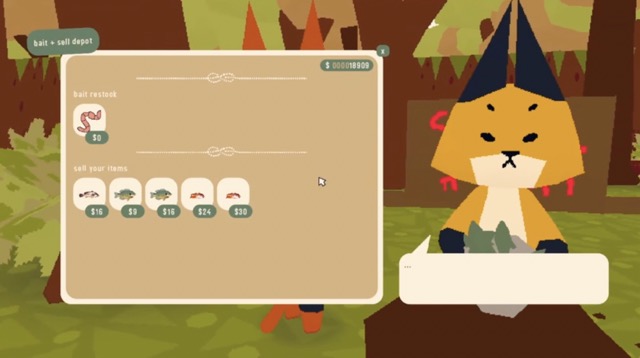 bait + sell depot
x
$ 000018909
bait restock
$0
sell your items
$16 $9 $16 $24 $30
...